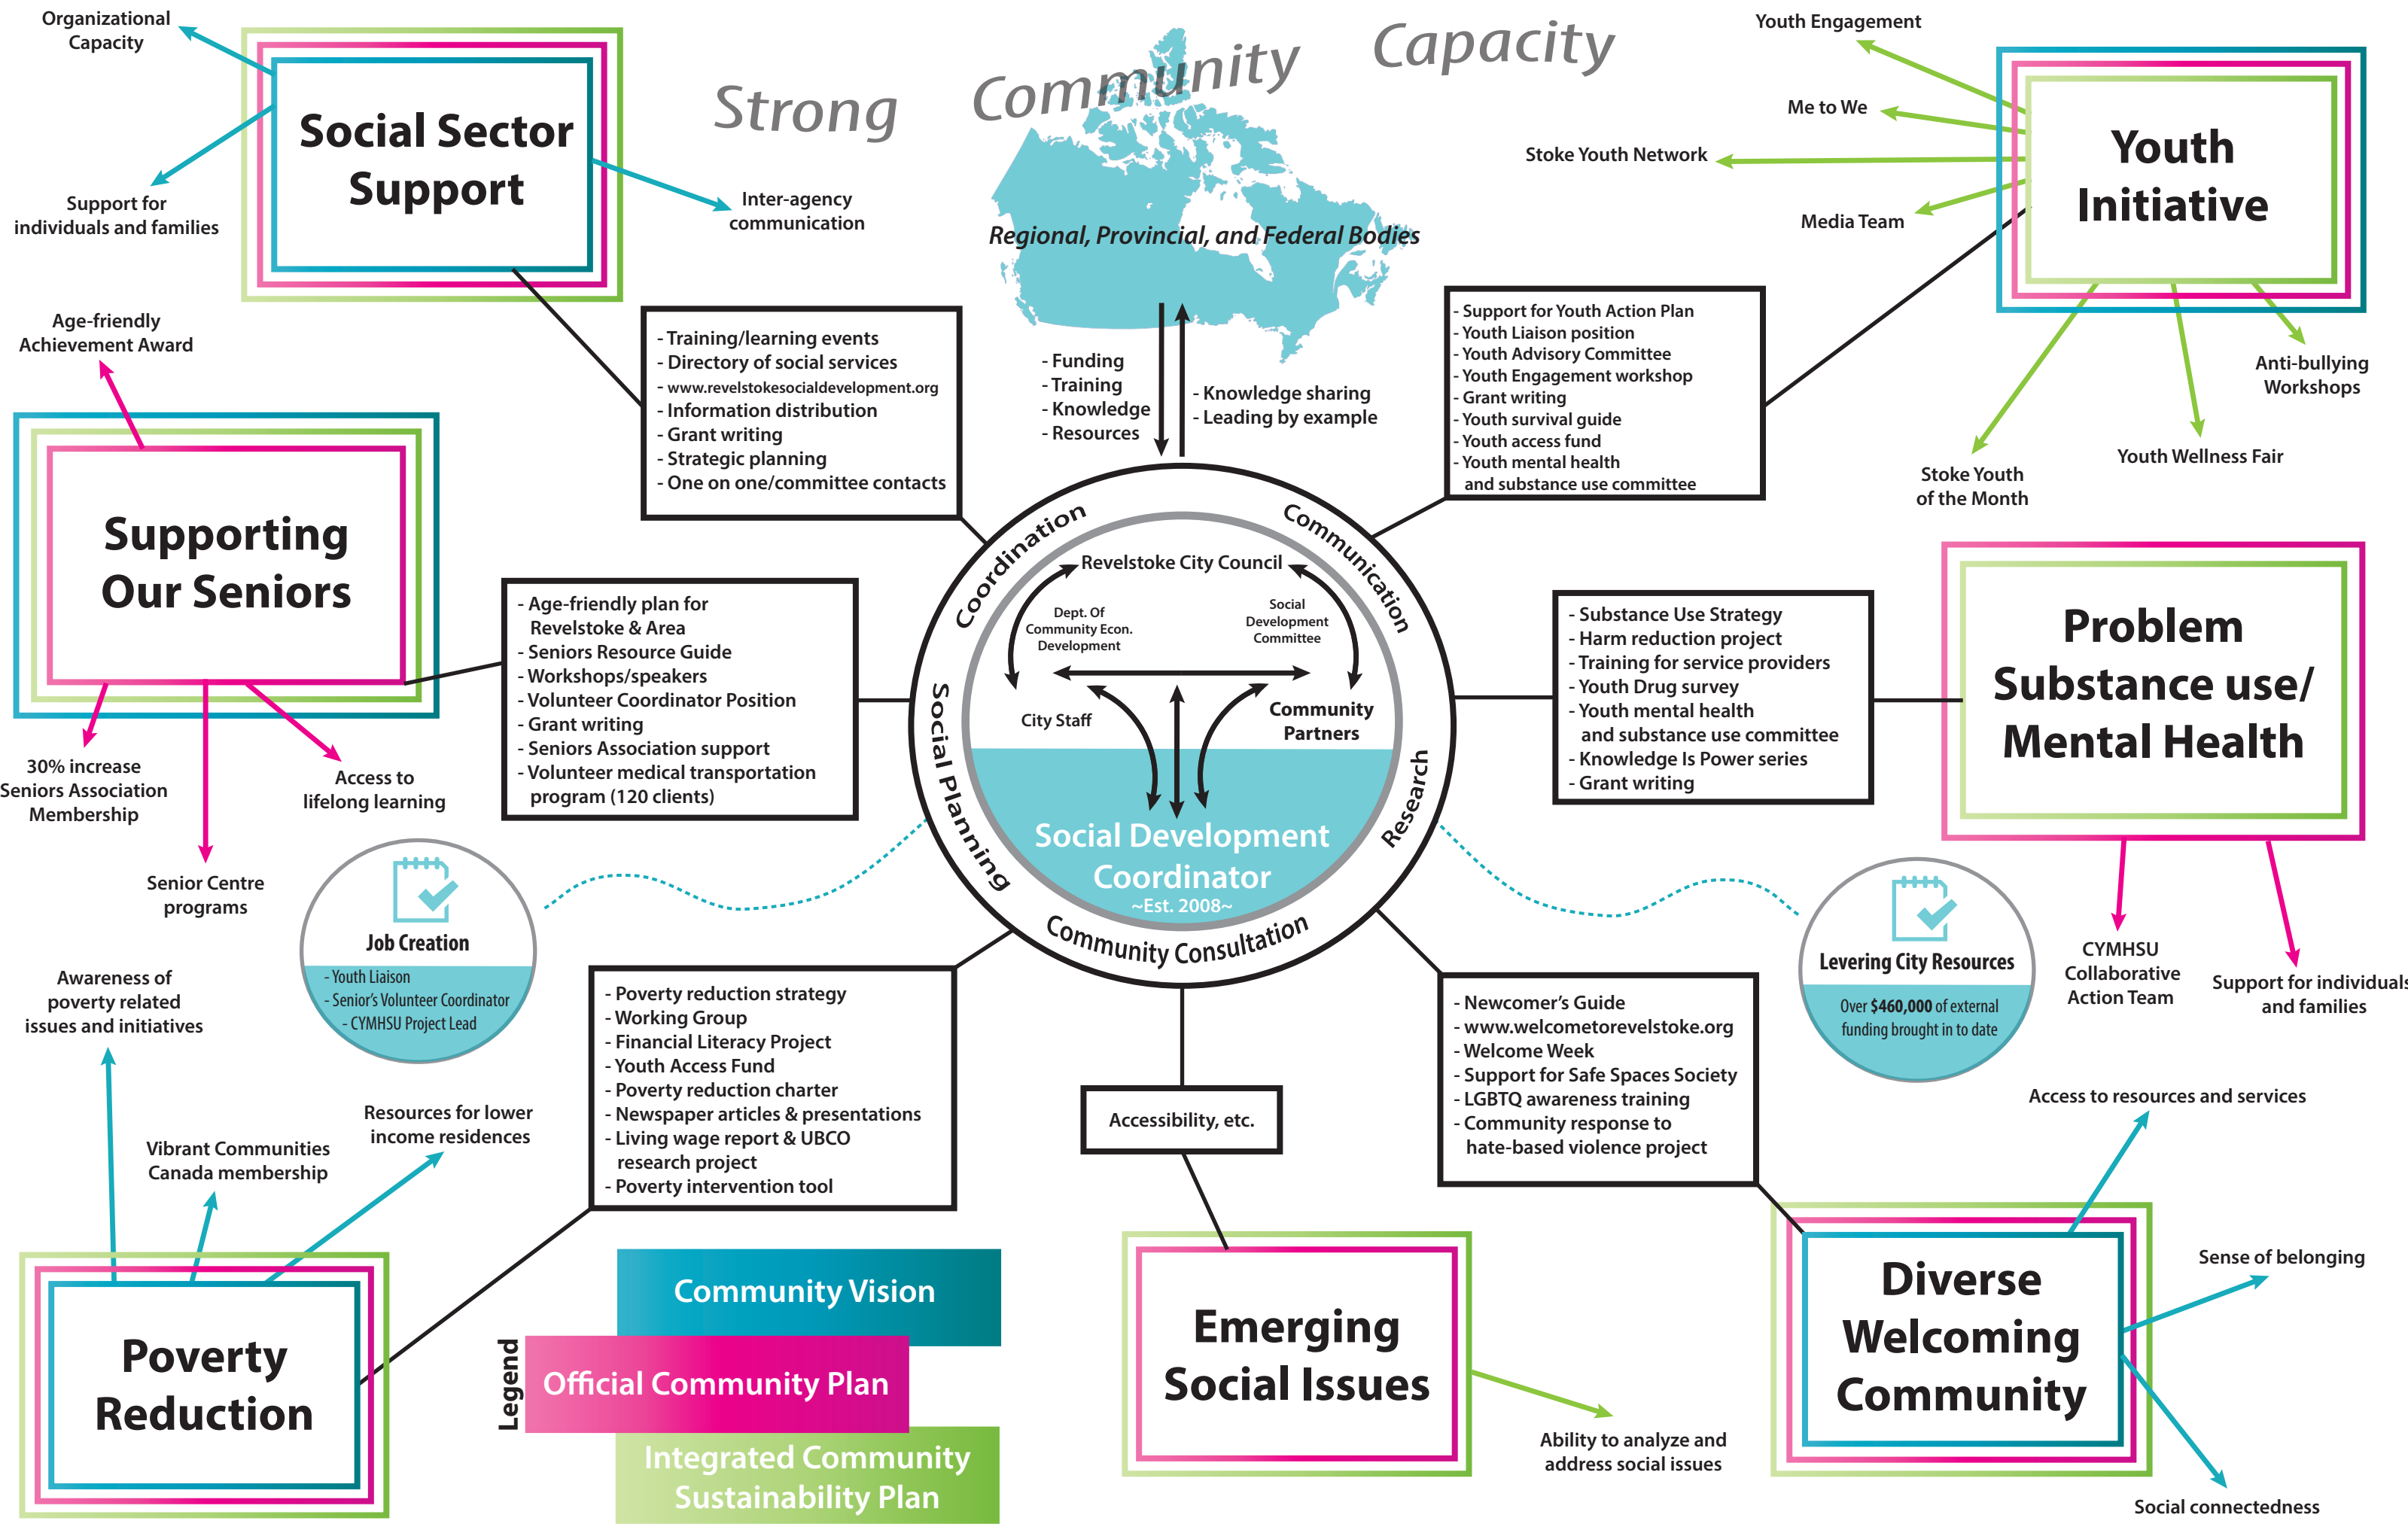 Strong Community Capacity
Organizational
Capacity
Social Sector
Support
Support for
individuals and families
Inter-agency
communication
- Training/learning events
- Directory of social services
- www.revelstokesocialdevelopment.org
- Information distribution
- Grant writing
- Strategic planning
- One on one/committee contacts
Regional, Provincial, and Federal Bodies
- Funding
- Training
- Knowledge
- Resources
- Knowledge sharing
- Leading by example
Youth Engagement
Me to We
Stoke Youth Network
Media Team
Youth
Initiative
Anti-bullying
Workshops
Youth Wellness Fair
Stoke Youth
of the Month
- Support for Youth Action Plan
- Youth Liaison position
- Youth Advisory Committee
- Youth Engagement workshop
- Grant writing
- Youth survival guide
- Youth access fund
- Youth mental health
and substance use committee
Age-friendly
Achievement Award
Supporting
Our Seniors
30% increase
Seniors Association
Membership
Senior Centre
programs
Access to
lifelong learning
- Age-friendly plan for
Revelstoke & Area
- Seniors Resource Guide
- Workshops/speakers
- Volunteer Coordinator Position
- Grant writing
- Seniors Association support
- Volunteer medical transportation
program (120 clients)
Coordination
Communication
Social Planning
Research
Community Consultation
Revelstoke City Council
Dept. Of
Community Econ.
Development
Social
Development
Committee
City Staff
Community
Partners
Social Development
Coordinator
~Est. 2008~
- Substance Use Strategy
- Harm reduction project
- Training for service providers
- Youth Drug survey
- Youth mental health
and substance use committee
- Knowledge Is Power series
- Grant writing
Problem
Substance use/
Mental Health
CYMHSU
Collaborative
Action Team
Support for individuals
and families
Job Creation
- Youth Liaison
- Senior's Volunteer Coordinator
- CYMHSU Project Lead
Levering City Resources
Over $460,000 of external
funding brought in to date
Awareness of
poverty related
issues and initiatives
Vibrant Communities
Canada membership
Resources for lower
income residences
Poverty
Reduction
- Poverty reduction strategy
- Working Group
- Financial Literacy Project
- Youth Access Fund
- Poverty reduction charter
- Newspaper articles & presentations
- Living wage report & UBCO
research project
- Poverty intervention tool
Accessibility, etc.
Emerging
Social Issues
Ability to analyze and
address social issues
- Newcomer's Guide
- www.welcometorevelstoke.org
- Welcome Week
- Support for Safe Spaces Society
- LGBTQ awareness training
- Community response to
hate-based violence project
Access to resources and services
Sense of belonging
Diverse
Welcoming
Community
Social connectedness
Legend
Community Vision
Official Community Plan
Integrated Community
Sustainability Plan